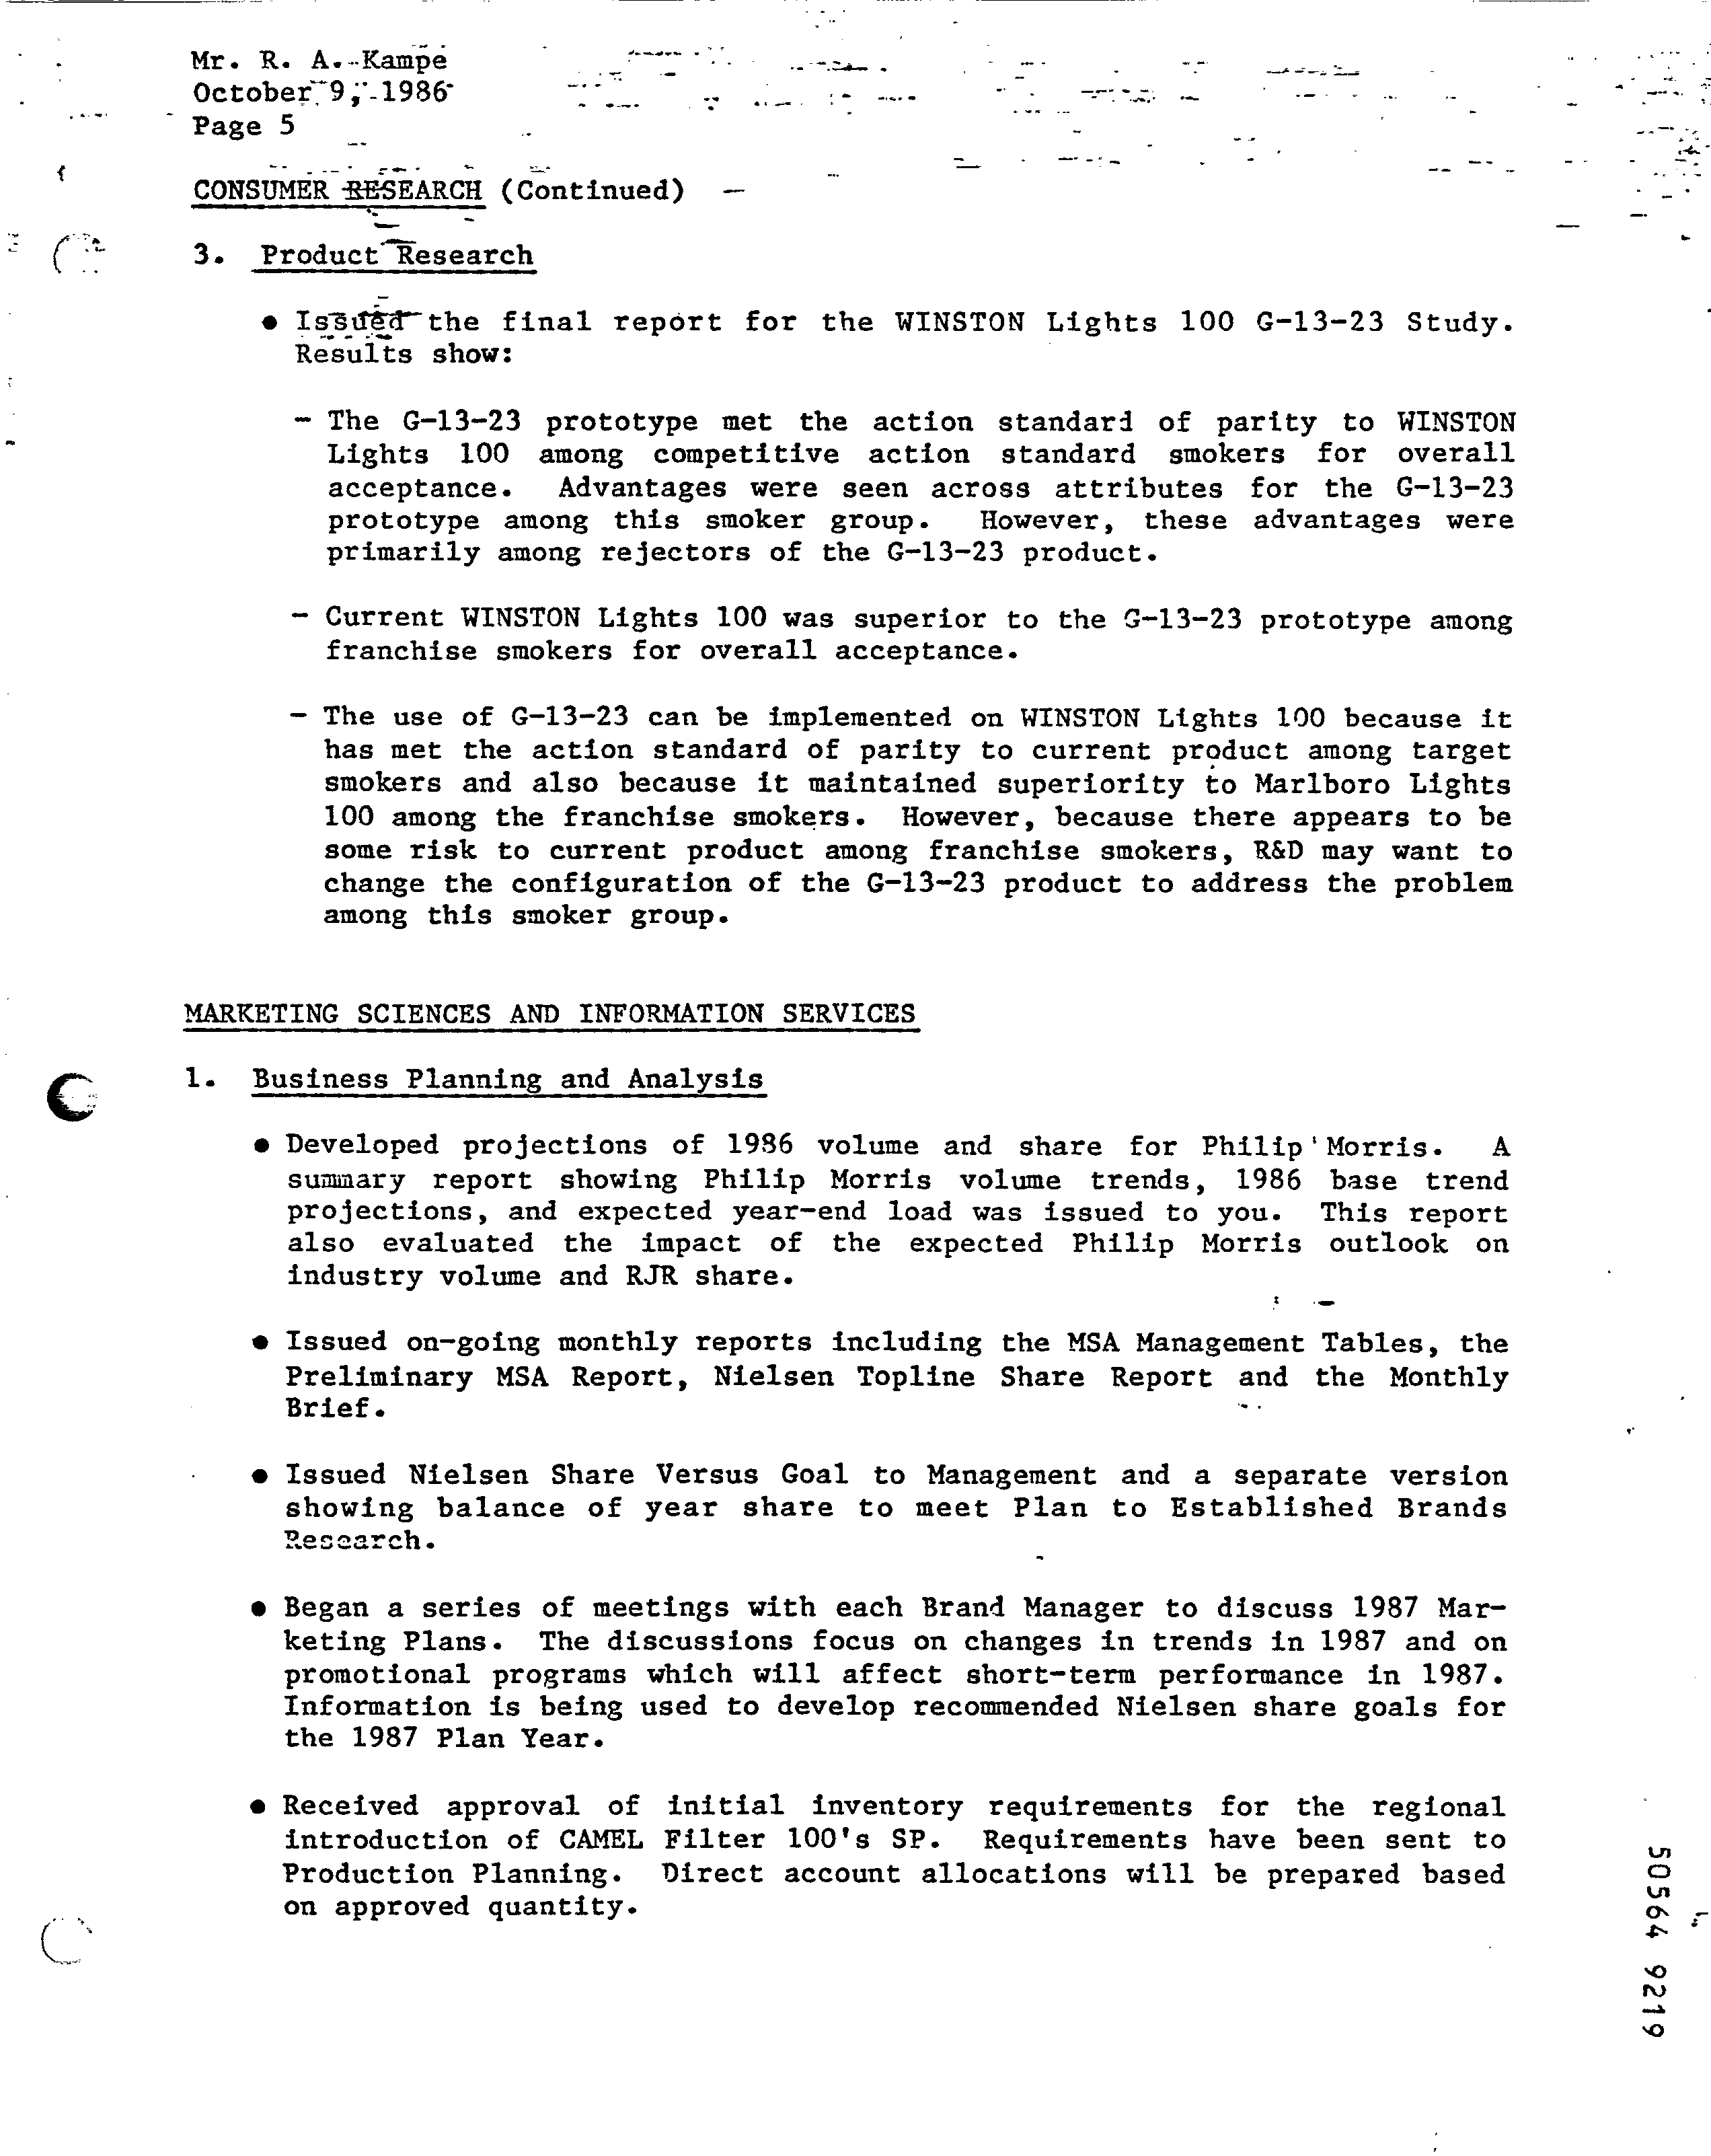 Mr. R. A. Kampe
October 9, 1986
Page 5
CONSUMER RESEARCH (Continued)
3. Product Research
● Issued the final report for the WINSTON Lights 100 G-13-23 Study.
Results show:
- The G-13-23 prototype met the action standard of parity to WINSTON
Lights 100 among competitive action standard smokers for overall
acceptance. Advantages were seen across attributes for the G-13-23
prototype among this smoker group. However, these advantages were
primarily among rejectors of the G-13-23 product.
- Current WINSTON Lights 100 was superior to the G-13-23 prototype among
franchise smokers for overall acceptance.
- The use of G-13-23 can be implemented on WINSTON Lights 100 because it
has met the action standard of parity to current product among target
smokers and also because it maintained superiority to Marlboro Lights
100 among the franchise smokers. However, because there appears to be
some risk to current product among franchise smokers, R&D may want to
change the configuration of the G-13-23 product to address the problem
among this smoker group.
MARKETING SCIENCES AND INFORMATION SERVICES
1. Business Planning and Analysis
● Developed projections of 1986 volume and share for Philip Morris. A
summary report showing Philip Morris volume trends, 1986 base trend
projections, and expected year-end load was issued to you. This report
also evaluated the impact of the expected Philip Morris outlook on
industry volume and RJR share.
● Issued on-going monthly reports including the MSA Management Tables, the
Preliminary MSA Report, Nielsen Topline Share Report and the Monthly
Brief.
● Issued Nielsen Share Versus Goal to Management and a separate version
showing balance of year share to meet Plan to Established Brands
Research.
● Began a series of meetings with each Brand Manager to discuss 1987 Mar-
keting Plans. The discussions focus on changes in trends in 1987 and on
promotional programs which will affect short-term performance in 1987.
Information is being used to develop recommended Nielsen share goals for
the 1987 Plan Year.
● Received approval of initial inventory requirements for the regional
introduction of CAMEL Filter 100's SP. Requirements have been sent to
Production Planning. Direct account allocations will be prepared based
on approved quantity.
50564 9219